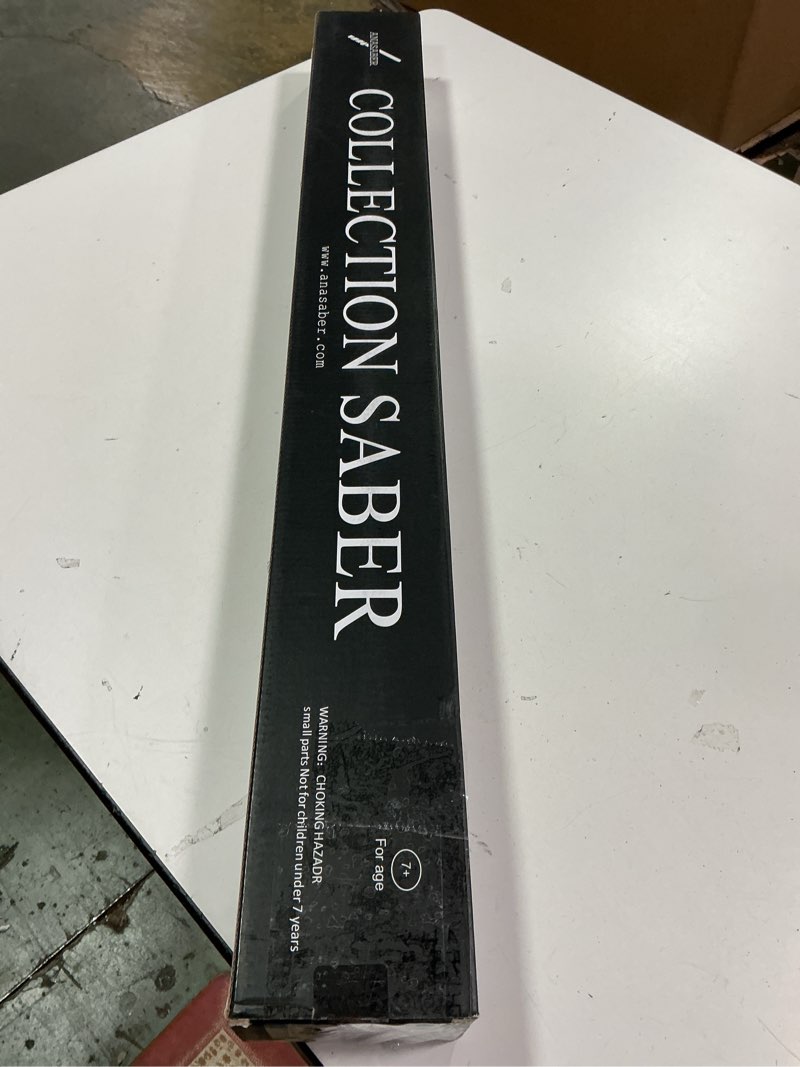 ANASABER
COLLECTION SABER
www.anasaber.com
7+
For age
WARNING: CHOKING HAZADR
small parts Not for children under 7 years